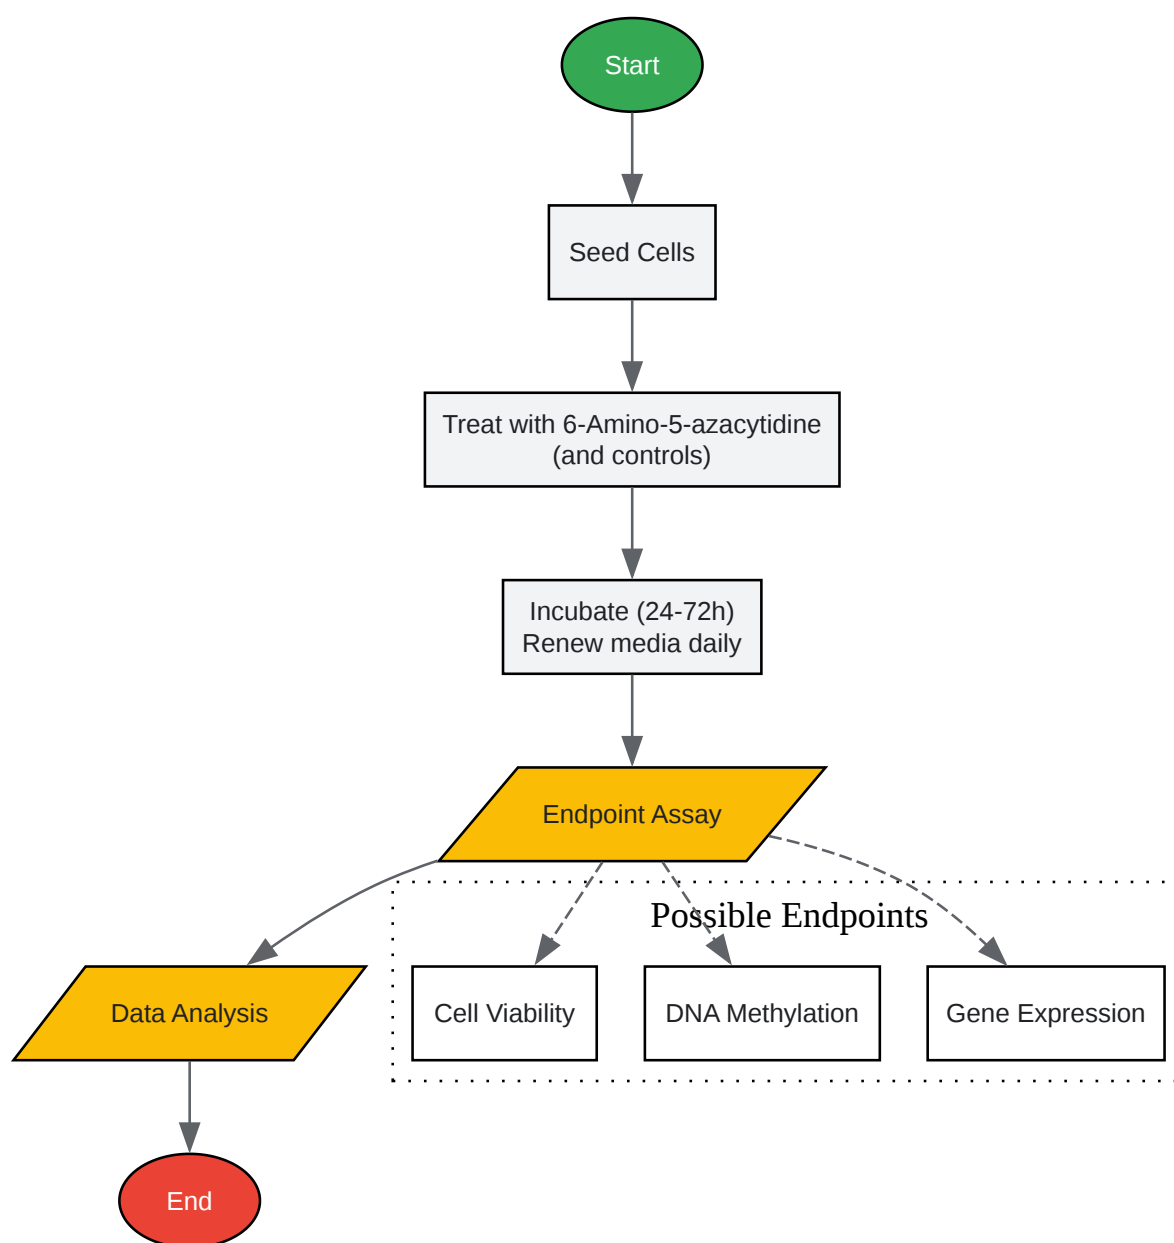 Start
Seed Cells
Treat with 6-Amino-5-azacytidine
(and controls)
Incubate (24-72h)
Renew media daily
Endpoint Assay
Possible Endpoints
Data Analysis
Cell Viability
DNA Methylation
Gene Expression
End